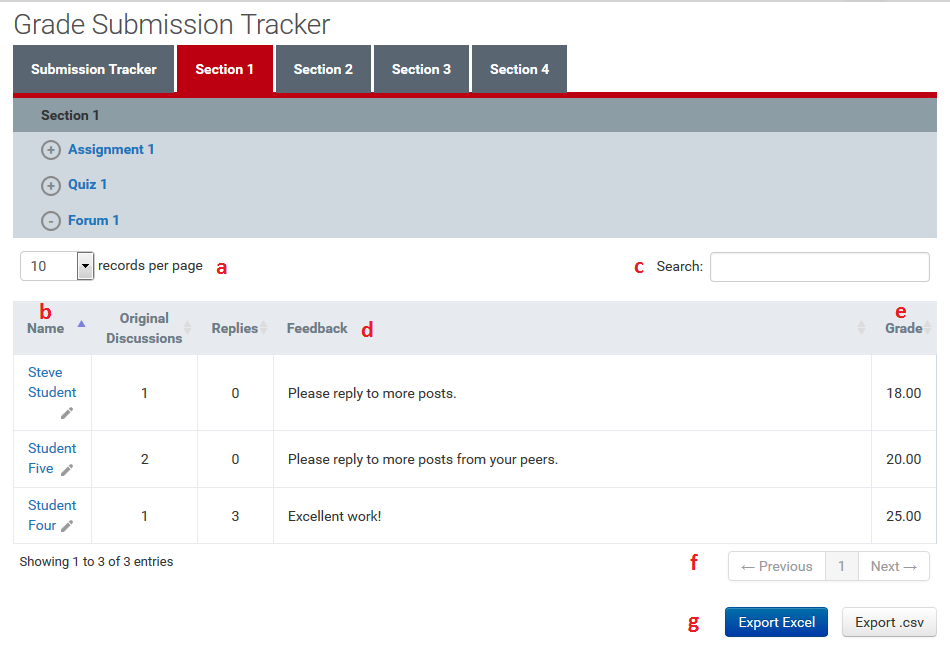 Grade Submission Tracker
Submission Tracker Section 1 Section 2 Section 3 Section 4
Section 1
+ Assignment 1
+ Quiz 1
- Forum 1
10 records per page a c Search:
b e
Name Original Discussions Replies Feedback d Grade
Steve Student 1 0 Please reply to more posts. 18.00
Student Five 2 0 Please reply to more posts from your peers. 20.00
Student Four 1 3 Excellent work! 25.00
Showing 1 to 3 of 3 entries f ← Previous 1 Next →
g Export Excel Export .csv